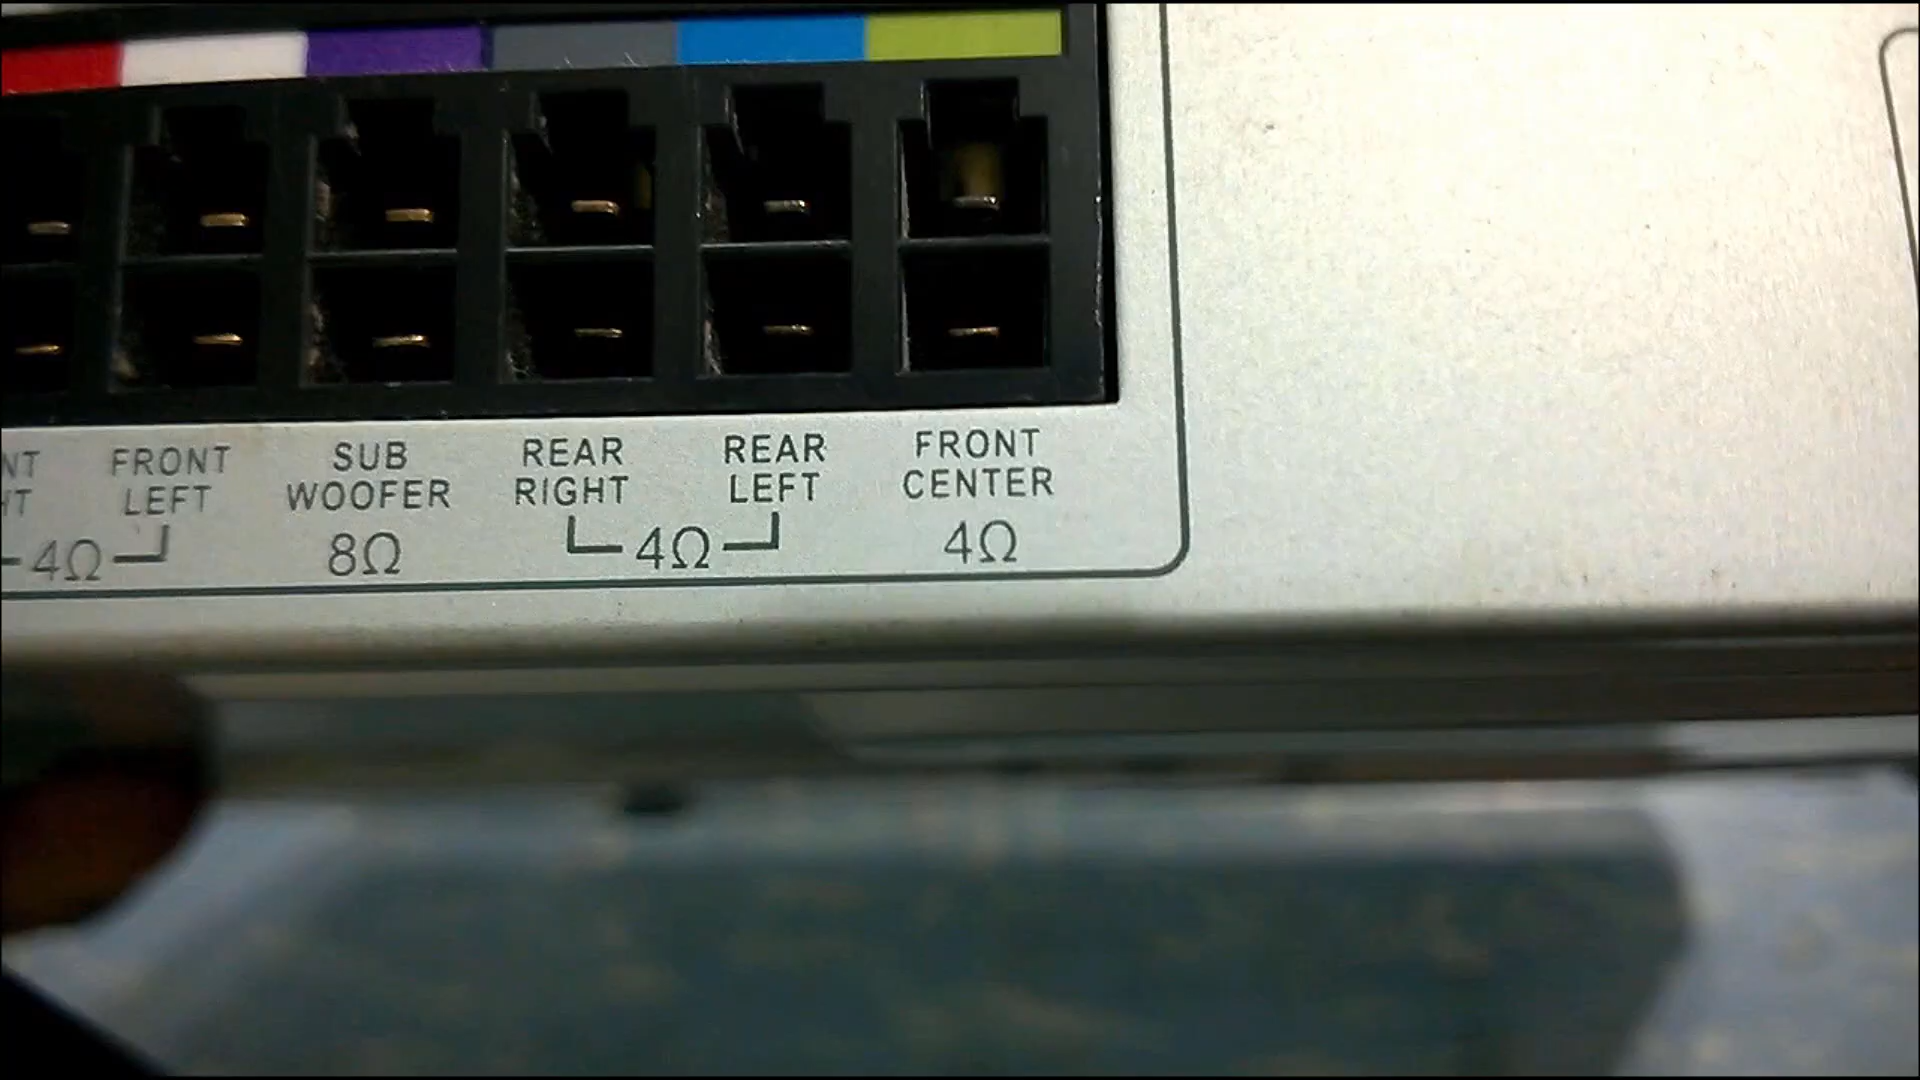 FRONT
LEFT
SUB
WOOFER
REAR
RIGHT
REAR
LEFT
FRONT
CENTER
4Ω
8Ω
4Ω
4Ω